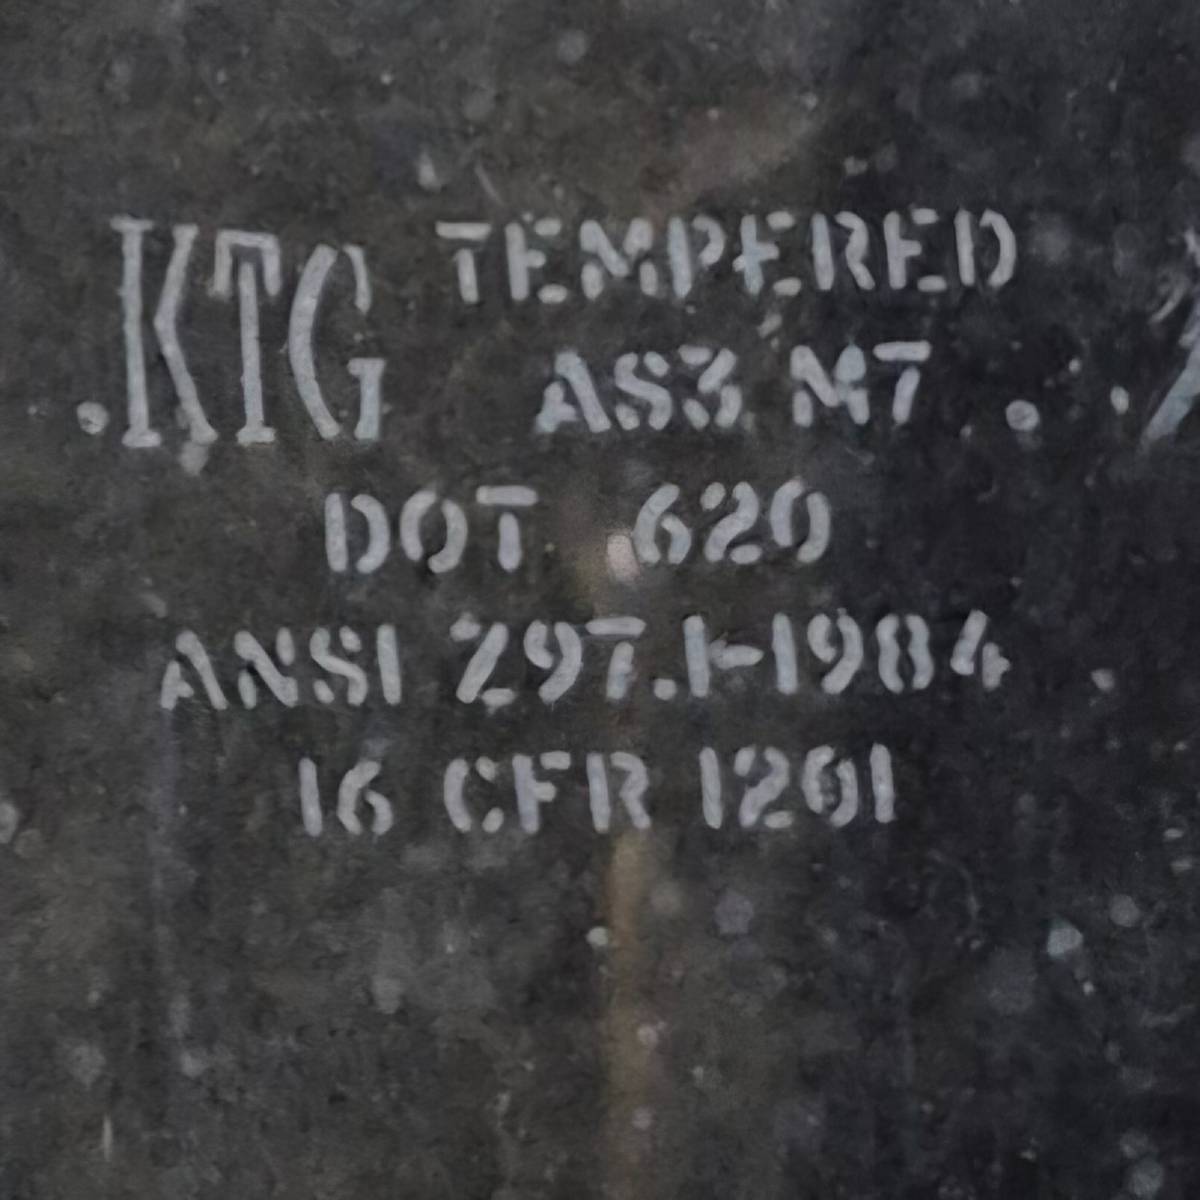 KTG TEMPERED
AS3 M7
DOT 620
ANSI Z97.1-1984
16 CFR 1201